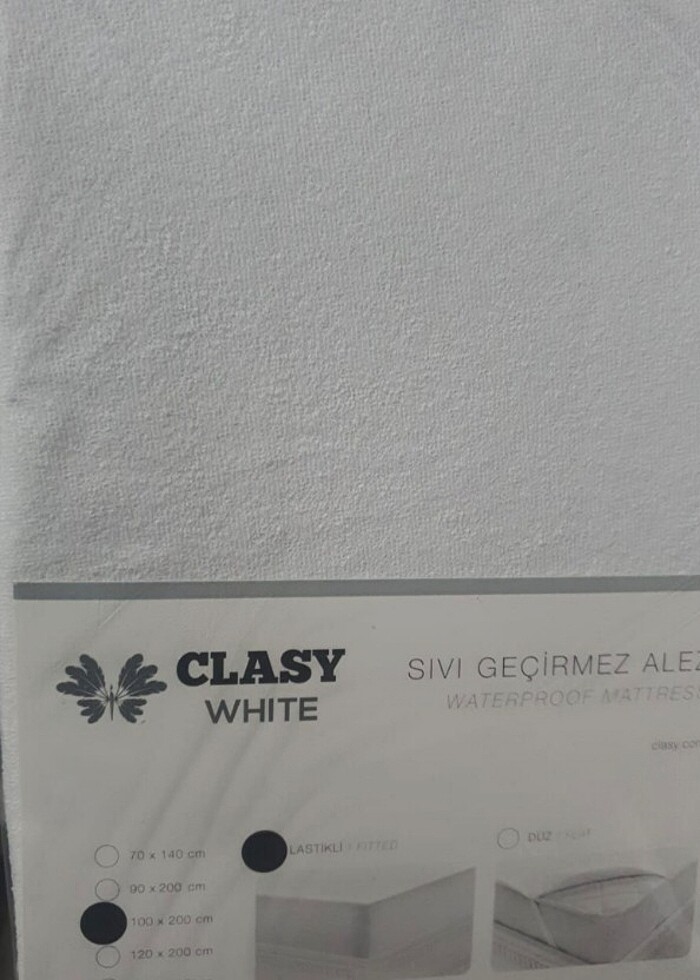 CLASY
WHITE
SIVI GEÇİRMEZ
WATERPROOF
70 x 140 cm
90 x 200 cm
100 x 200 cm
120 x 200 cm
LASTİKLİ / FITTED
DÜZ